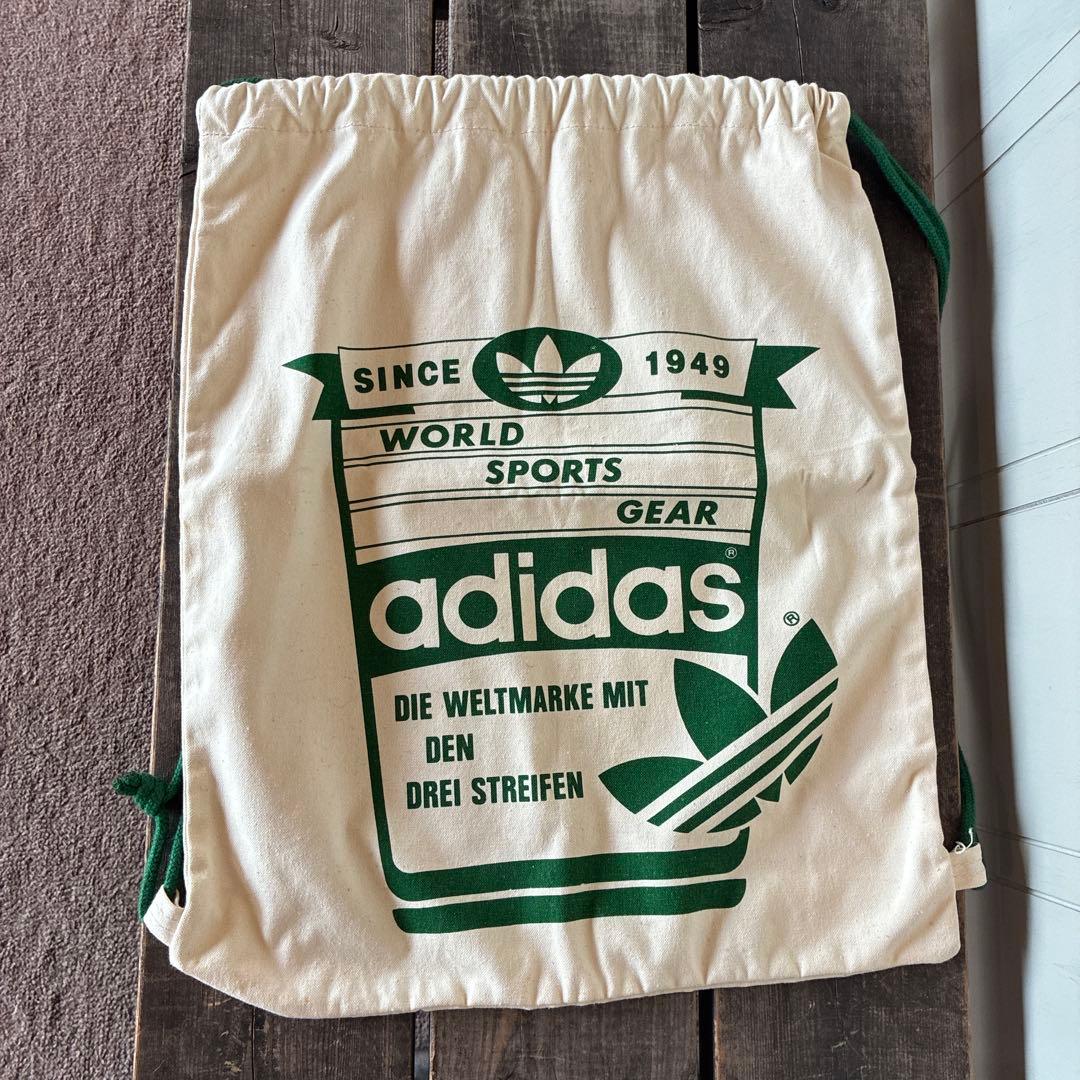 SINCE 1949
WORLD
SPORTS
GEAR
adidas®
®
DIE WELTMARKE MIT
DEN
DREI STREIFEN